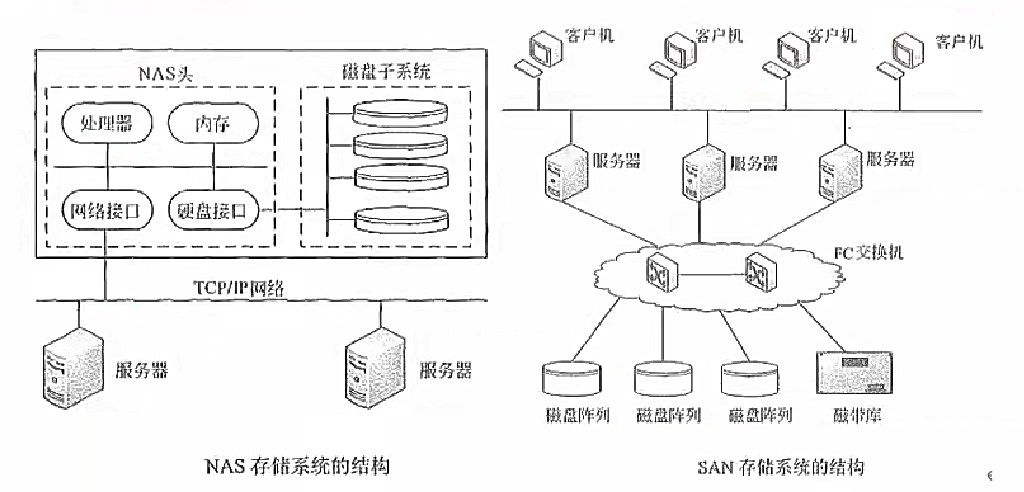 NAS头
磁盘子系统
处理器
内存
网络接口
硬盘接口
TCP/IP网络
服务器
服务器
NAS 存储系统的结构
客户机
客户机
客户机
客户机
服务器
服务器
服务器
FC交换机
磁盘阵列
磁盘阵列
磁盘阵列
磁带库
SAN 存储系统的结构